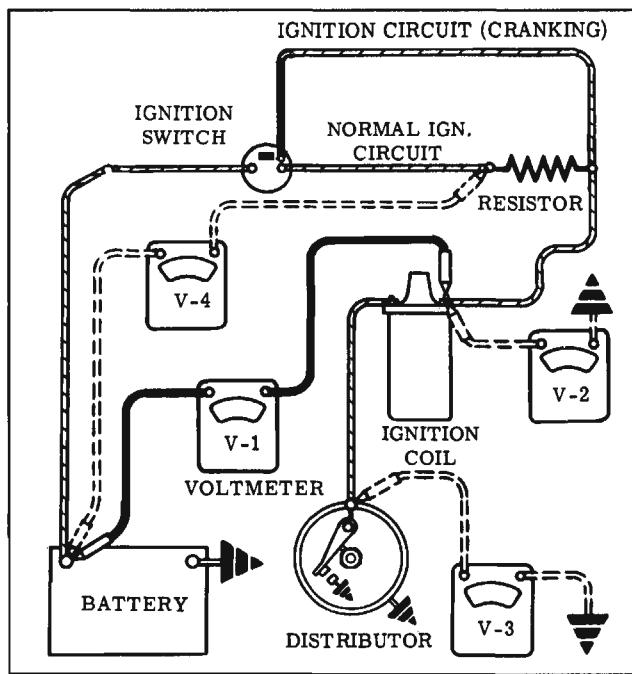 IGNITION CIRCUIT (CRANKING)
IGNITION
SWITCH
NORMAL IGN.
CIRCUIT
RESISTOR
V-4
V-2
V-1
IGNITION
COIL
VOLTMETER
BATTERY
DISTRIBUTOR
V-3